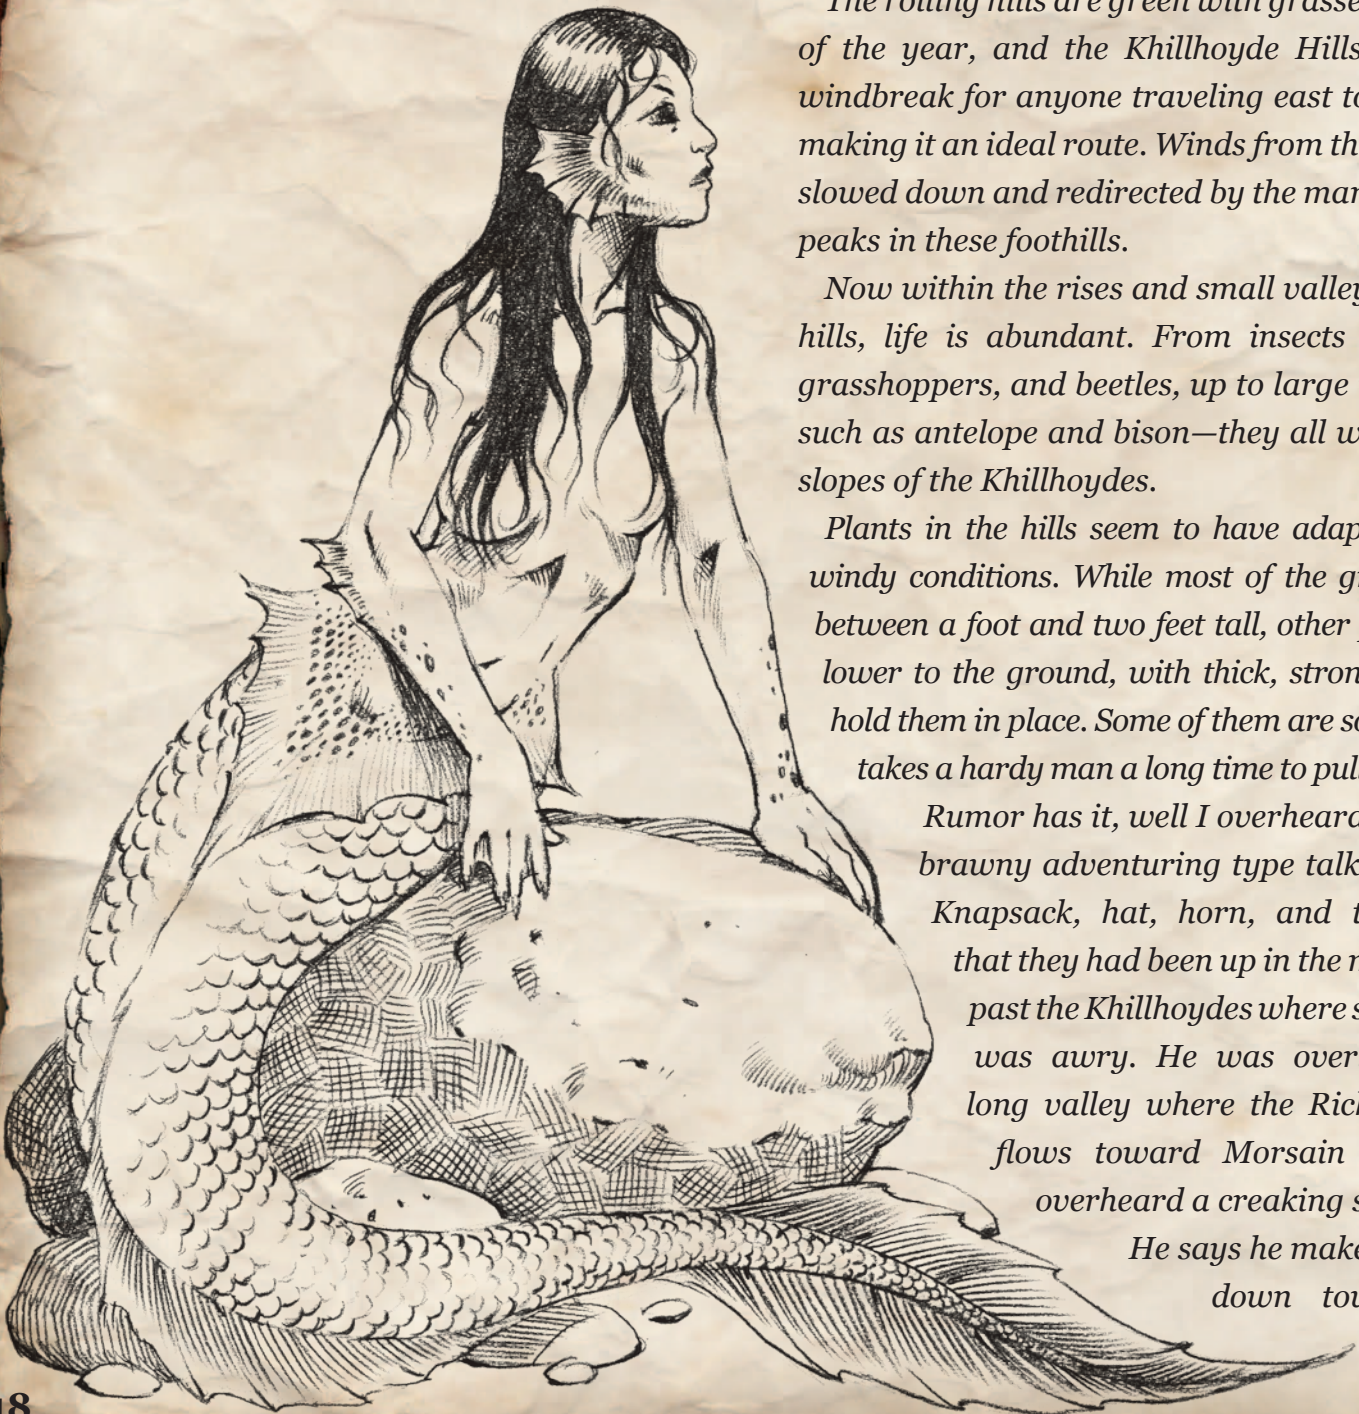 The rolling hills are green with grasse
of the year, and the Khillhoyde Hills
windbreak for anyone traveling east to
making it an ideal route. Winds from th
slowed down and redirected by the mar
peaks in these foothills.
Now within the rises and small valley
hills, life is abundant. From insects
grasshoppers, and beetles, up to large
such as antelope and bison—they all w
slopes of the Khillhoydes.
Plants in the hills seem to have adap
windy conditions. While most of the g
between a foot and two feet tall, other
lower to the ground, with thick, stron
hold them in place. Some of them are so
takes a hardy man a long time to pul
Rumor has it, well I overheard
brawny adventuring type talk
Knapsack, hat, horn, and t
that they had been up in the
past the Khillhoydes where s
was awry. He was over
long valley where the Rich
flows toward Morsain
overheard a creaking s
He says he make
down tou
8